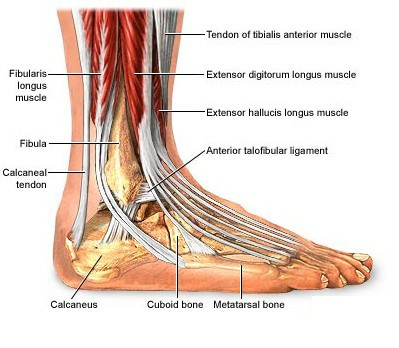 Tendon of tibialis anterior muscle
Fibularis
longus
muscle
Extensor digitorum longus muscle
Extensor hallucis longus muscle
Fibula
Anterior talofibular ligament
Calcaneal
tendon
Calcaneus
Cuboid bone
Metatarsal bone